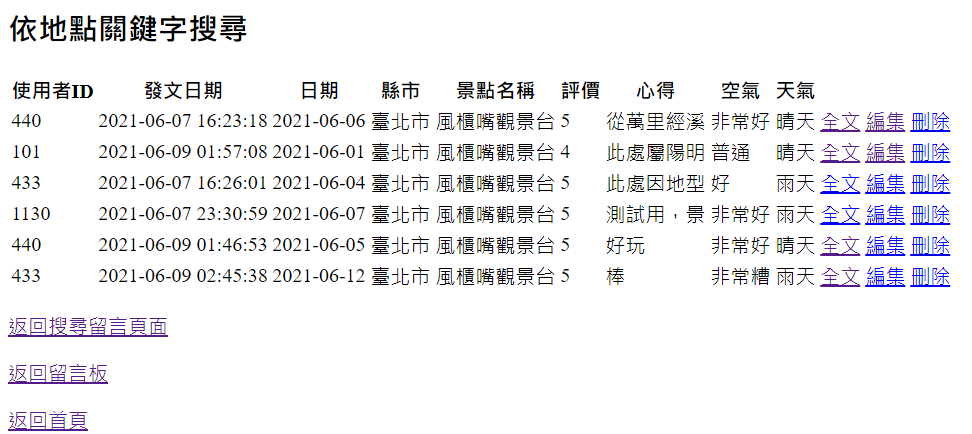 依地點關鍵字搜尋
使用者ID 發文日期 日期 縣市 景點名稱 評價 心得 空氣 天氣
440 2021-06-07 16:23:18 2021-06-06 臺北市 風櫃嘴觀景台 5 從萬里經溪 非常好 晴天 全文 編集 刪除
101 2021-06-09 01:57:08 2021-06-01 臺北市 風櫃嘴觀景台 4 此處屬陽明 普通 晴天 全文 編集 刪除
433 2021-06-07 16:26:01 2021-06-04 臺北市 風櫃嘴觀景台 5 此處因地型 好 雨天 全文 編集 刪除
1130 2021-06-07 23:30:59 2021-06-07 臺北市 風櫃嘴觀景台 5 測試用，景 非常好 雨天 全文 編集 刪除
440 2021-06-09 01:46:53 2021-06-05 臺北市 風櫃嘴觀景台 5 好玩 非常好 晴天 全文 編集 刪除
433 2021-06-09 02:45:38 2021-06-12 臺北市 風櫃嘴觀景台 5 棒 非常糟 雨天 全文 編集 刪除
返回搜尋留言頁面
返回留言板
返回首頁